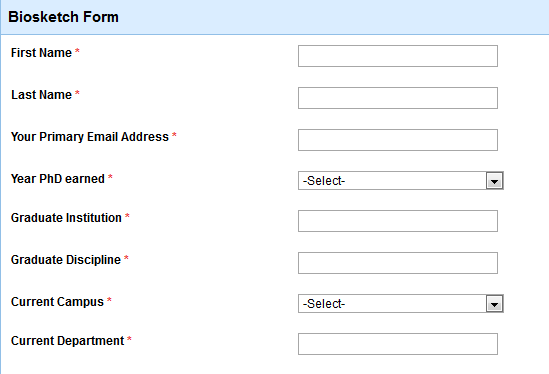 Biosketch Form
First Name *
Last Name *
Your Primary Email Address *
Year PhD earned * -Select-
Graduate Institution *
Graduate Discipline *
Current Campus * -Select-
Current Department *